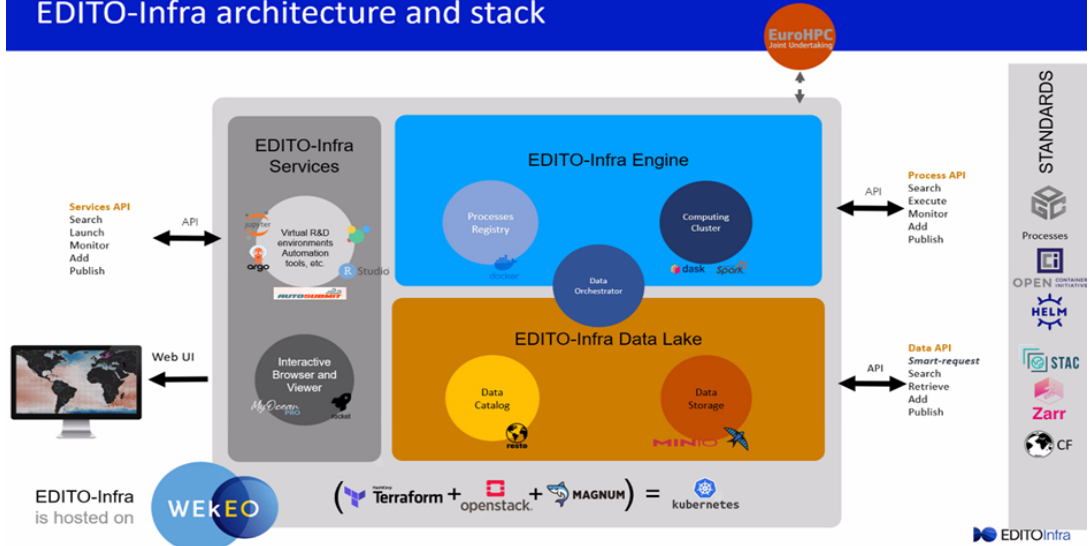 EDITO-Infra architecture and stack
EuroHPC
Joint Undertaking
EDITO-Infra
Services
Virtual R&D
environments
Automation
tools, etc.
jupyter
argo
R Studio
AUTOSUBMIT
Interactive
Browser and
Viewer
MyOcean
PRO
rocket
EDITO-Infra Engine
Processes
Registry
docker
Computing
Cluster
dask
Spark
Data
Orchestrator
EDITO-Infra Data Lake
Data
Catalog
resto
Data
Storage
MINIO
Services API
Search
Launch
Monitor
Add
Publish
API
Web UI
API
Process API
Search
Execute
Monitor
Add
Publish
API
Data API
Smart-request
Search
Retrieve
Add
Publish
STANDARDS
OGC
Processes
OPEN CONTAINER
INITIATIVE
HELM
STAC
Zarr
CF
EDITO-Infra
is hosted on
WEkEO
(HashiCorp Terraform + openstack. + MAGNUM) = kubernetes
EDITOInfra